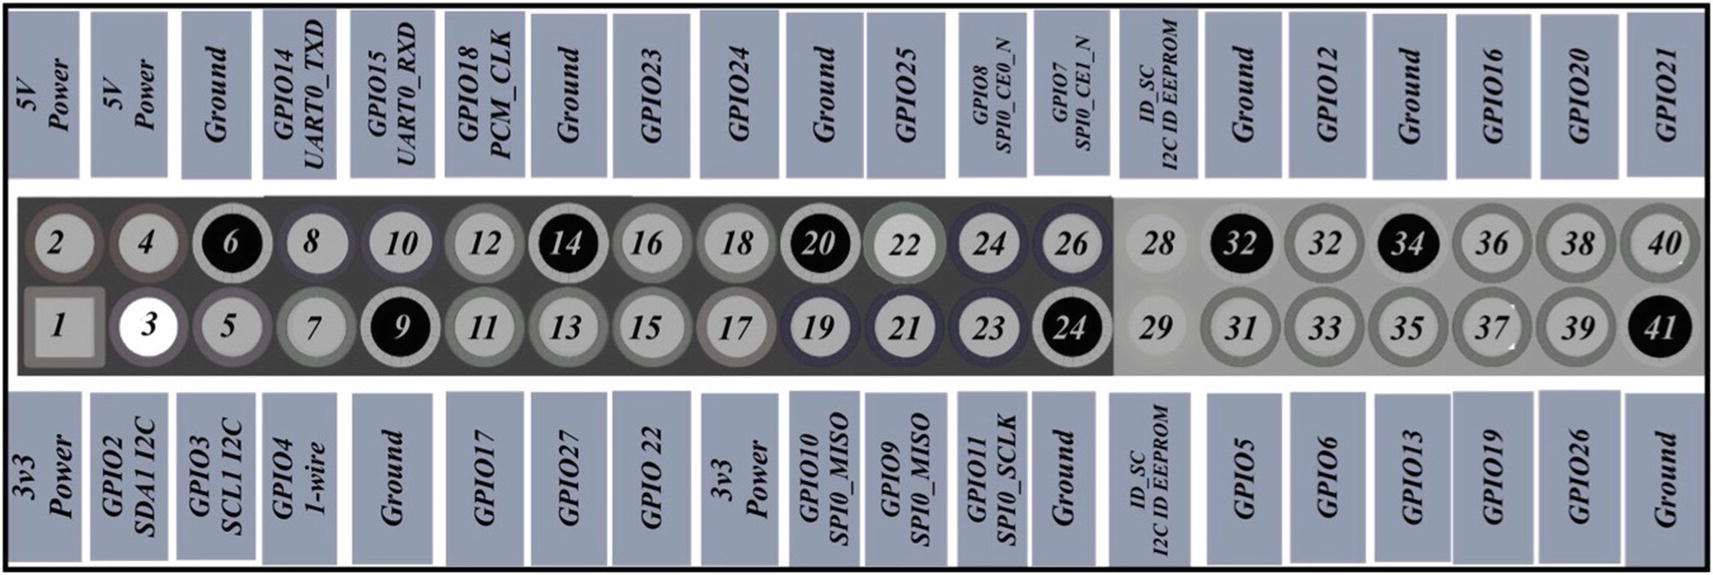 5V
Power
5V
Power
Ground
GPIO14
UART0_TXD
GPIO15
UART0_RXD
GPIO18
PCM_CLK
Ground
GPIO23
GPIO24
Ground
GPIO25
GPIO8
SPI0_CE0_N
GPIO7
SPI0_CE1_N
ID_SC
I2C ID EEPROM
Ground
GPIO12
Ground
GPIO16
GPIO20
GPIO21
2 4 6 8 10 12 14 16 18 20 22 24 26 28 32 32 34 36 38 40
1 3 5 7 9 11 13 15 17 19 21 23 24 29 31 33 35 37 39 41
3v3
Power
GPIO2
SDA1 I2C
GPIO3
SCL1 I2C
GPIO4
1-wire
Ground
GPIO17
GPIO27
GPIO 22
3v3
Power
GPIO10
SPI0_MISO
GPIO9
SPI0_MISO
GPIO11
SPI0_SCLK
Ground
ID_SC
I2C ID EEPROM
GPIO5
GPIO6
GPIO13
GPIO19
GPIO26
Ground